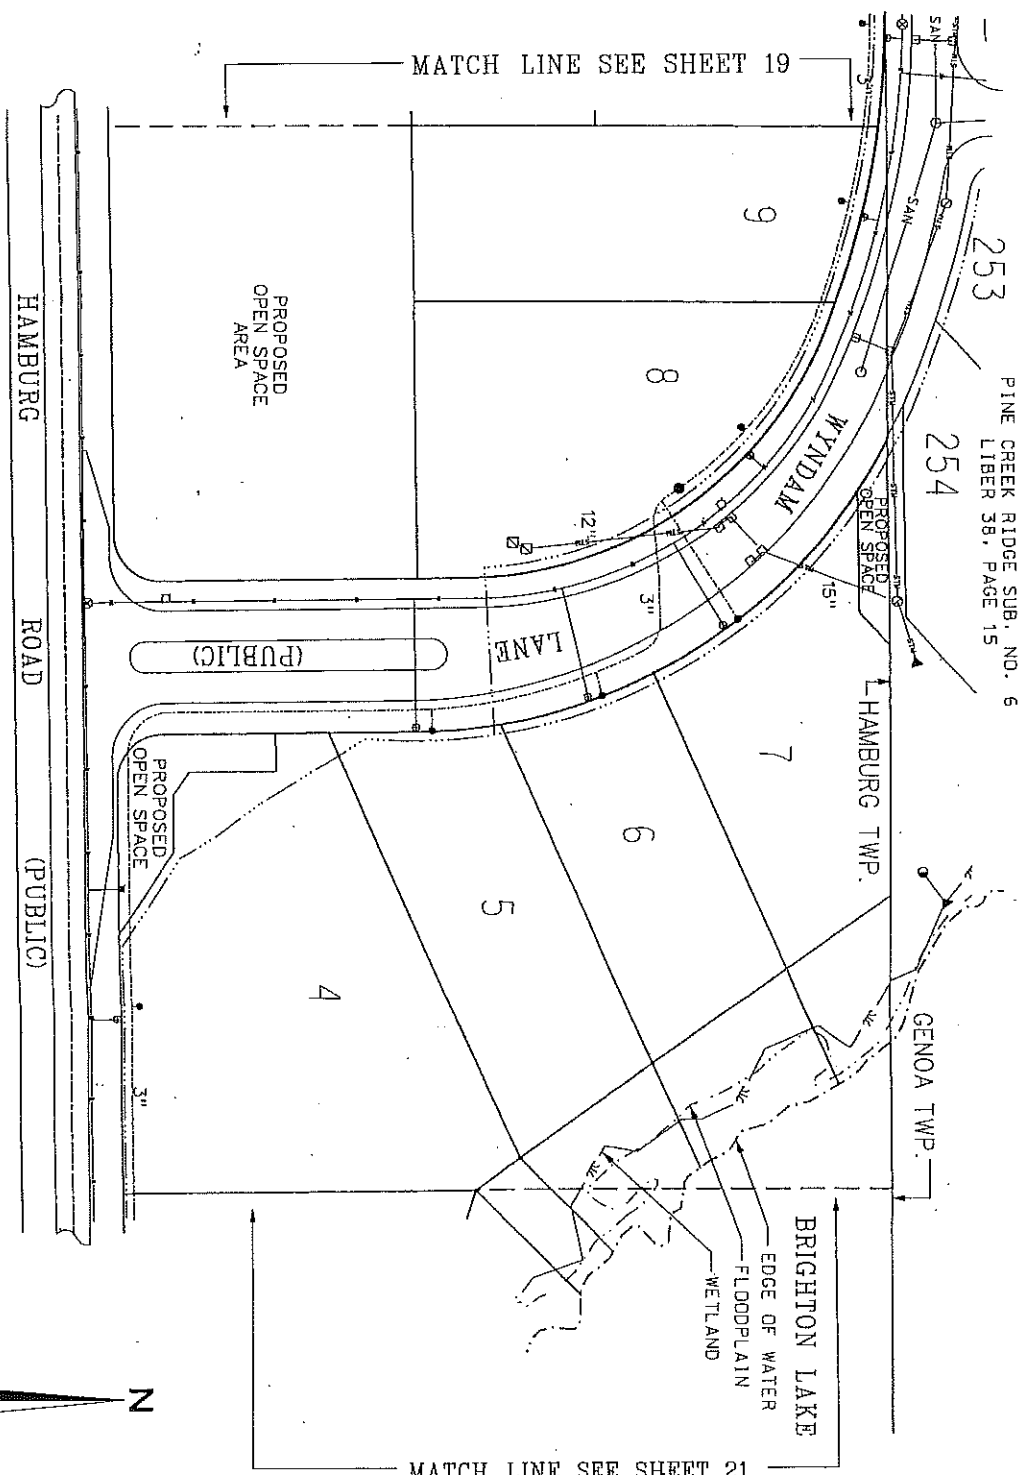 MATCH LINE SEE SHEET 19
SAN
SAN
253
PINE CREEK RIDGE SUB. NO. 6
LIBER 38, PAGE 15
254
3"
9
8
PROPOSED
OPEN SPACE
AREA
WYNDAM
LANE
(PUBLIC)
PROPOSED
OPEN SPACE
12"
15"
3"
HAMBURG TWP.
GENOA TWP.
7
6
5
4
PROPOSED
OPEN SPACE
3"
HAMBURG
ROAD
(PUBLIC)
BRIGHTON LAKE
EDGE OF WATER
FLOODPLAIN
WETLAND
N
MATCH LINE SEE SHEET 21